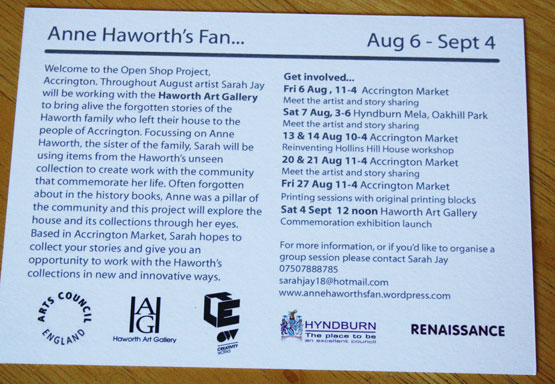 Anne Haworth's Fan... Aug 6 - Sept 4
Welcome to the Open Shop Project,
Accrington. Throughout August artist Sarah Jay
will be working with the Haworth Art Gallery
to bring alive the forgotten stories of the
Haworth family who left their house to the
people of Accrington. Focussing on Anne
Haworth, the sister of the family, Sarah will be
using items from the Haworth's unseen
collection to create work with the community
that commemorate her life. Often forgotten
about in the history books, Anne was a pillar of
the community and this project will explore the
house and its collections through her eyes.
Based in Accrington Market, Sarah hopes to
collect your stories and give you an
opportunity to work with the Haworth's
collections in new and innovative ways.
Get involved...
Fri 6 Aug , 11-4 Accrington Market
Meet the artist and story sharing
Sat 7 Aug, 3-6 Hyndburn Mela, Oakhill Park
Meet the artist and story sharing
13 & 14 Aug 10-4 Accrington Market
Reinventing Hollins Hill House workshop
20 & 21 Aug 11-4 Accrington Market
Meet the artist and story sharing
Fri 27 Aug 11-4 Accrington Market
Printing sessions with original printing blocks
Sat 4 Sept 12 noon Haworth Art Gallery
Commemoration exhibition launch
For more information, or if you'd like to organise a
group session please contact Sarah Jay
07507888785
sarahjay18@hotmail.com
www.annehaworthsfan.wordpress.com
ARTS COUNCIL
ENGLAND
HAG
Haworth Art Gallery
CREATIVITY
HYNDBURN
The place to be
an excellent council
RENAISSANCE